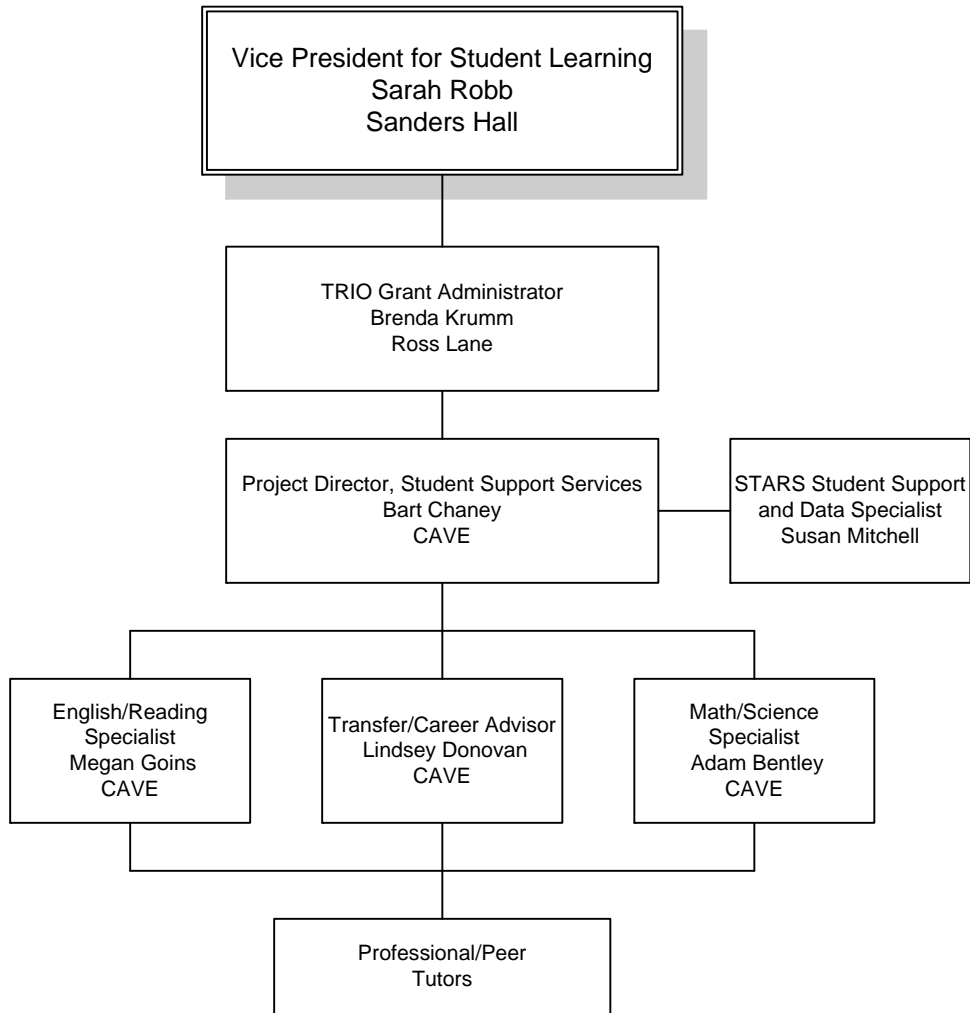 Vice President for Student Learning
Sarah Robb
Sanders Hall
TRIO Grant Administrator
Brenda Krumm
Ross Lane
Project Director, Student Support Services
Bart Chaney
CAVE
STARS Student Support
and Data Specialist
Susan Mitchell
English/Reading
Specialist
Megan Goins
CAVE
Transfer/Career Advisor
Lindsey Donovan
CAVE
Math/Science
Specialist
Adam Bentley
CAVE
Professional/Peer
Tutors